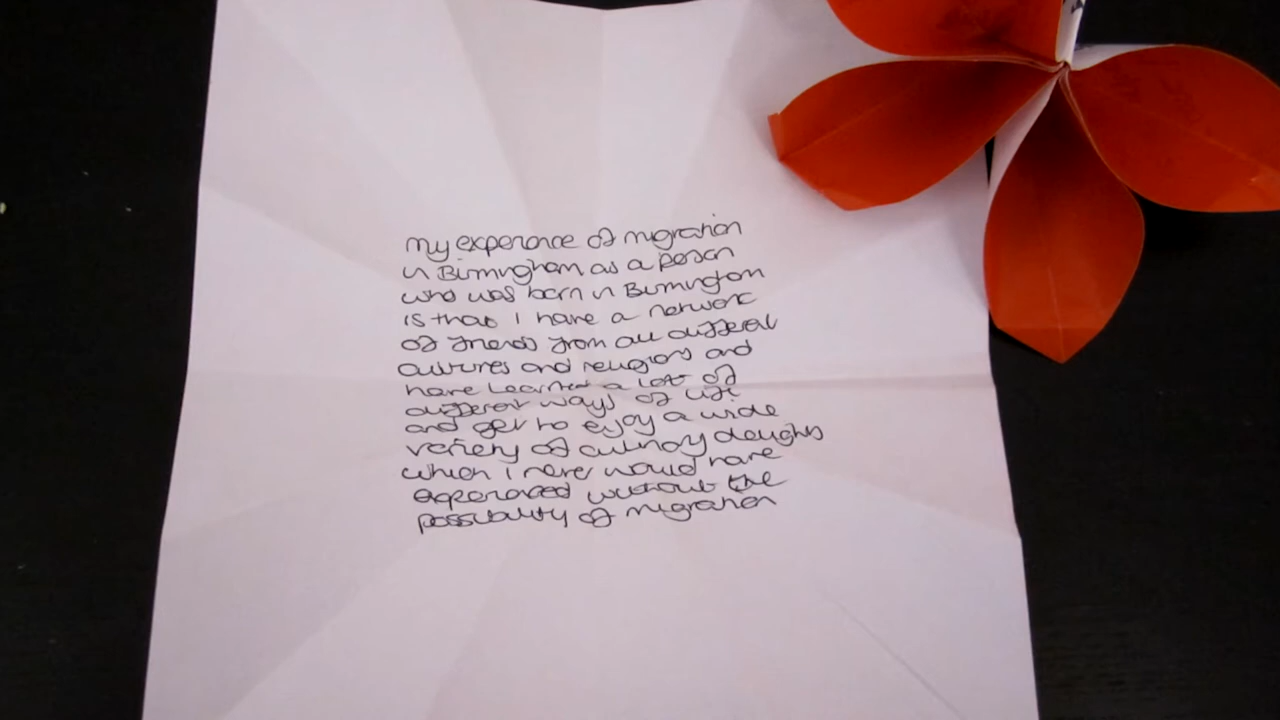 my experience of migration
in Birmingham as a person
who was born in Birmingham
is that I have a network
of friends from all different
cultures and religions and
have learned a lot of
different ways of life
and get to enjoy a wide
variety of culinary delights
which I never would have
experienced without the
possibility of migration